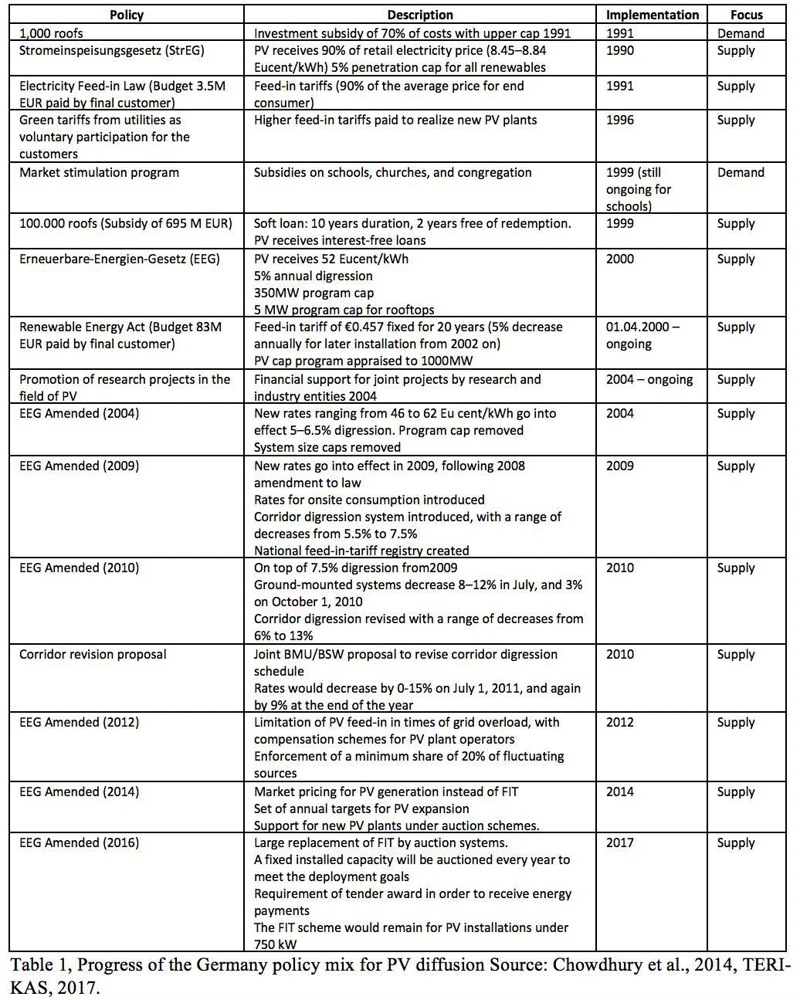 Policy Description Implementation Focus
1,000 roofs Investment subsidy of 70% of costs with upper cap 1991 1991 Demand
Stromeinspeisungsgesetz (StrEG) PV receives 90% of retail electricity price (8.45–8.84 1990 Supply
Eucent/kWh) 5% penetration cap for all renewables
Electricity Feed-in Law (Budget 3.5M Feed-in tariffs (90% of the average price for end 1991 Supply
EUR paid by final customer) consumer)
Green tariffs from utilities as Higher feed-in tariffs paid to realize new PV plants 1996 Supply
voluntary participation for the
customers
Market stimulation program Subsidies on schools, churches, and congregation 1999 (still Demand
ongoing for
schools)
100.000 roofs (Subsidy of 695 M EUR) Soft loan: 10 years duration, 2 years free of redemption. 1999 Supply
PV receives interest-free loans
Erneuerbare-Energien-Gesetz (EEG) PV receives 52 Eucent/kWh 2000 Supply
5% annual digression
350MW program cap
5 MW program cap for rooftops
Renewable Energy Act (Budget 83M Feed-in tariff of €0.457 fixed for 20 years (5% decrease 01.04.2000 – Supply
EUR paid by final customer) annually for later installation from 2002 on) ongoing
PV cap program appraised to 1000MW
Promotion of research projects in the Financial support for joint projects by research and 2004 – ongoing Supply
field of PV industry entities 2004
EEG Amended (2004) New rates ranging from 46 to 62 Eu cent/kWh go into 2004 Supply
effect 5–6.5% digression. Program cap removed
System size caps removed
EEG Amended (2009) New rates go into effect in 2009, following 2008 2009 Supply
amendment to law
Rates for onsite consumption introduced
Corridor digression system introduced, with a range of
decreases from 5.5% to 7.5%
National feed-in-tariff registry created
EEG Amended (2010) On top of 7.5% digression from2009 2010 Supply
Ground-mounted systems decrease 8–12% in July, and 3%
on October 1, 2010
Corridor digression revised with a range of decreases from
6% to 13%
Corridor revision proposal Joint BMU/BSW proposal to revise corridor digression 2010 Supply
schedule
Rates would decrease by 0-15% on July 1, 2011, and again
by 9% at the end of the year
EEG Amended (2012) Limitation of PV feed-in in times of grid overload, with 2012 Supply
compensation schemes for PV plant operators
Enforcement of a minimum share of 20% of fluctuating
sources
EEG Amended (2014) Market pricing for PV generation instead of FIT 2014 Supply
Set of annual targets for PV expansion
Support for new PV plants under auction schemes.
EEG Amended (2016) Large replacement of FIT by auction systems. 2017 Supply
A fixed installed capacity will be auctioned every year to
meet the deployment goals
Requirement of tender award in order to receive energy
payments
The FIT scheme would remain for PV installations under
750 kW
Table 1, Progress of the Germany policy mix for PV diffusion Source: Chowdhury et al., 2014, TERI-
KAS, 2017.